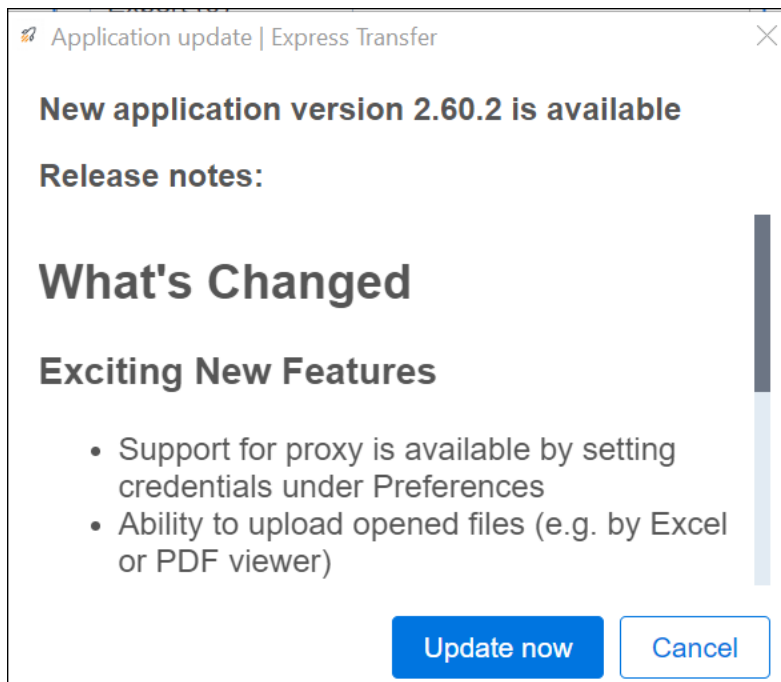 Application update | Express Transfer
New application version 2.60.2 is available
Release notes:
What's Changed
Exciting New Features
• Support for proxy is available by setting
credentials under Preferences
• Ability to upload opened files (e.g. by Excel
or PDF viewer)
Update now Cancel